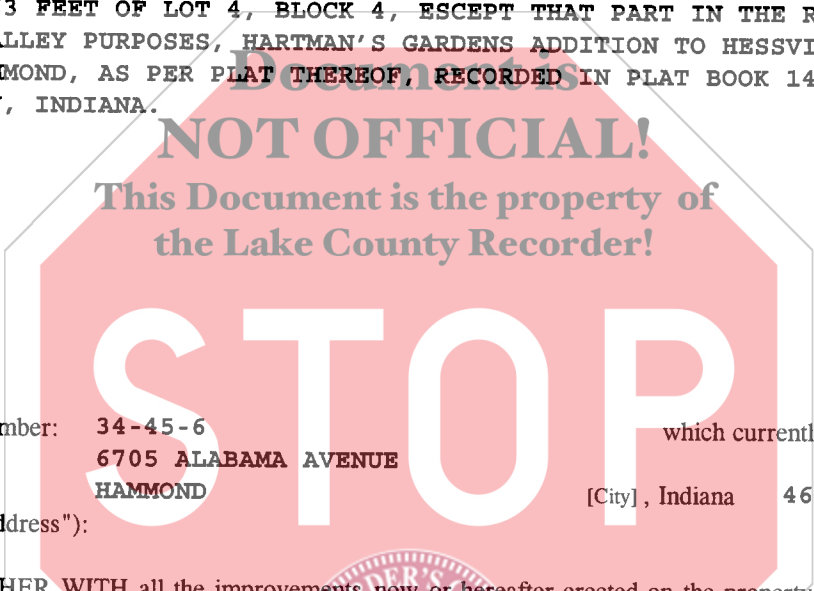 3 FEET OF LOT 4, BLOCK 4, ESCEPT THAT PART IN THE R
LLEY PURPOSES, HARTMAN'S GARDENS ADDITION TO HESSVI
MOND, AS PER PLAT THEREOF, RECORDED IN PLAT BOOK 14
, INDIANA.
Document is
NOT OFFICIAL!
This Document is the property of
the Lake County Recorder!
STOP
mber: 34-45-6 which currentl
6705 ALABAMA AVENUE
HAMMOND [City], Indiana 46
ddress"):
HER WITH all the improvements now or hereafter erected on the property
DER'S O